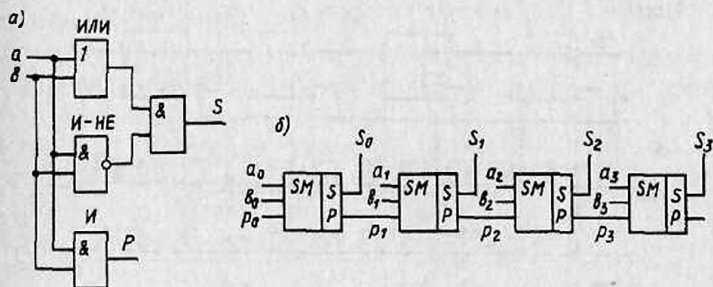 а)
ИЛИ
а
в
1
И-НЕ
&
&
S
И
&
P
б)
S₀
S₁
S₂
S₃
a₀
в₀
p₀
SM
S
P
a₁
в₁
p₁
SM
S
P
a₂
в₂
p₂
SM
S
P
a₃
в₃
p₃
SM
S
P